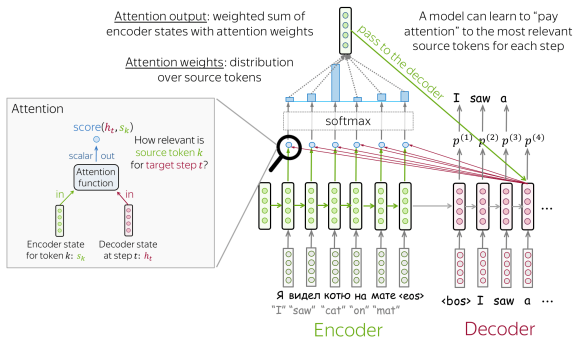 Attention output: weighted sum of
encoder states with attention weights
A model can learn to "pay
attention" to the most relevant
source tokens for each step
pass to the decoder
Attention weights: distribution
over source tokens
I saw a
softmax
p(1) p(2) p(3) p(4)
Attention
score(hₜ, sₖ)
scalar out
Attention
function
in in
Encoder state
for token k: sₖ
Decoder state
at step t: hₜ
How relevant is
source token k
for target step t?
...
Я видел котю на мате <eos>
"I" "saw" "cat" "on" "mat"
<bos> I saw a ...
Encoder
Decoder